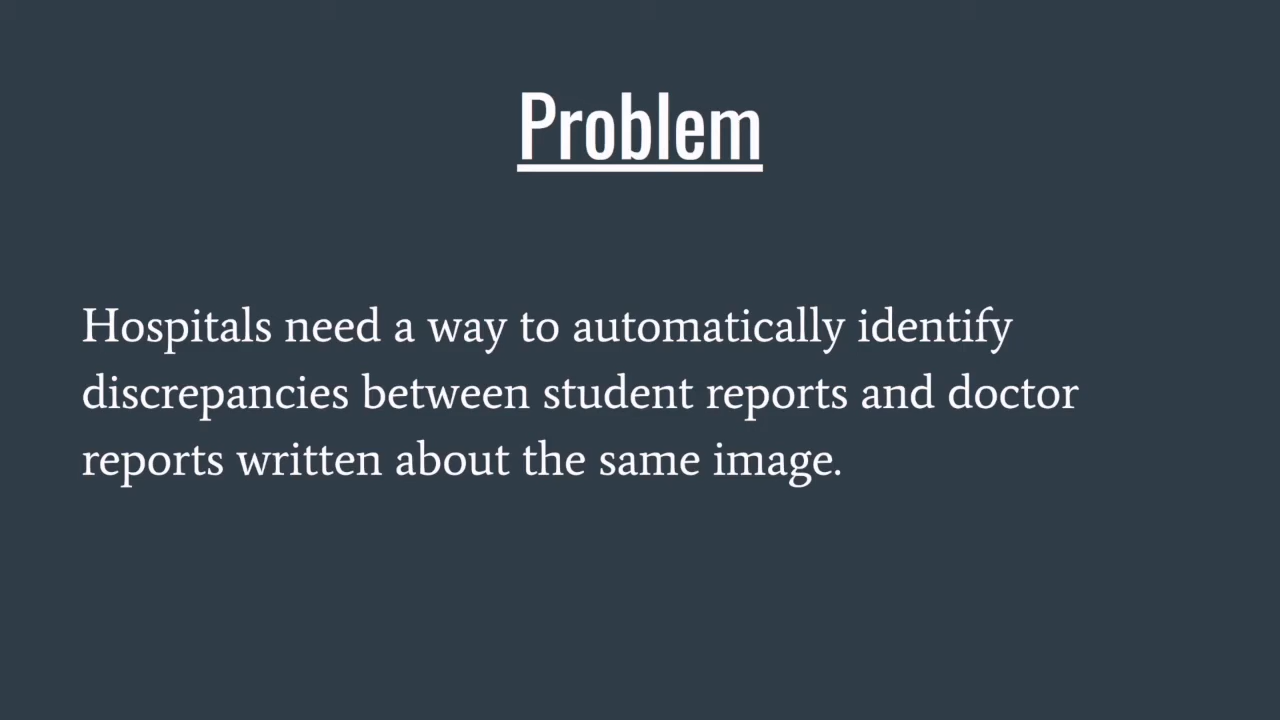 Problem
Hospitals need a way to automatically identify
discrepancies between student reports and doctor
reports written about the same image.